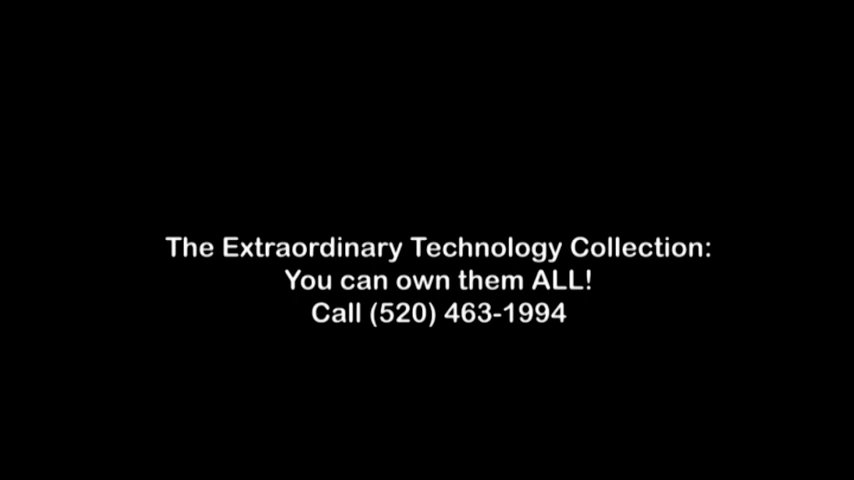 The Extraordinary Technology Collection:
You can own them ALL!
Call (520) 463-1994